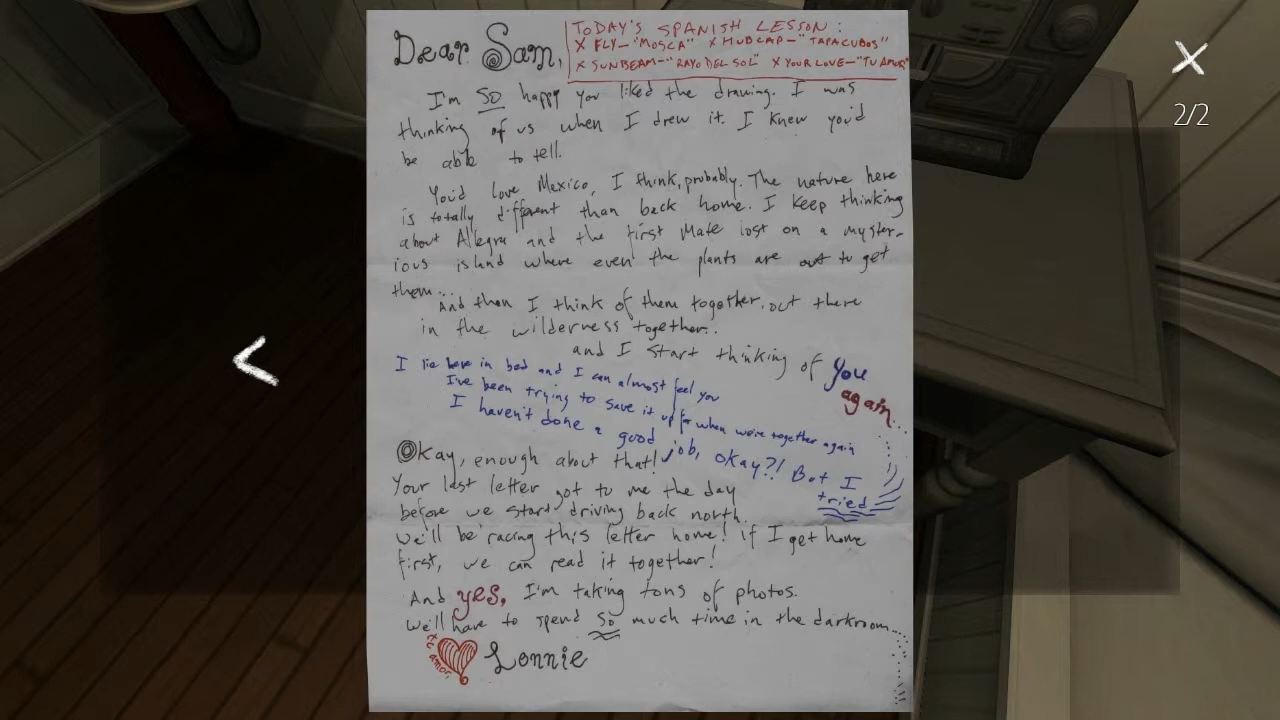 Dear Sam,
TODAY'S SPANISH LESSON:
x FLY–"MOSCA" x HUBCAP–"TAPACUBOS"
x SUNBEAM–"RAYO DEL SOL" x YOUR LOVE–"TU AMOR"
I'm SO happy you liked the drawing. I was
thinking of us when I drew it. I knew you'd
be able to tell.
You'd love Mexico, I think, probably. The nature here
is totally different than back home. I keep thinking
about Allegra and the First Mate lost on a myster-
ious island where even the plants are out to get
them...
And then I think of them together, out there
in the wilderness together..
and I start thinking of you
again.
I lie here in bed and I can almost feel you
I've been trying to save it up for when we're together again
I haven't done a good job, okay?! But I
tried
Okay, enough about that!
Your last letter got to me the day
before we start driving back north.
We'll be racing this letter home! if I get home
first, we can read it together!
And yes, I'm taking tons of photos.
We'll have to spend so much time in the darkroom...
tu amor,
Lonnie
2/2